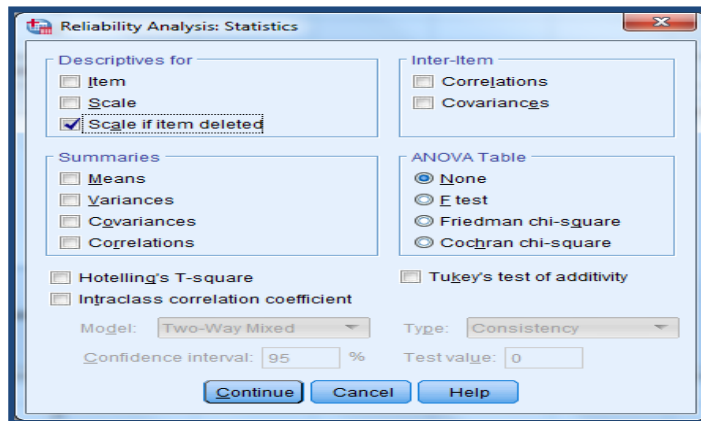 Reliability Analysis: Statistics
Descriptives for
Item
Scale
Scale if item deleted
Inter-Item
Correlations
Covariances
Summaries
Means
Variances
Covariances
Correlations
ANOVA Table
None
F test
Friedman chi-square
Cochran chi-square
Hotelling's T-square
Tukey's test of additivity
Intraclass correlation coefficient
Model: Two-Way Mixed Type: Consistency
Confidence interval: 95 % Test value: 0
Continue Cancel Help